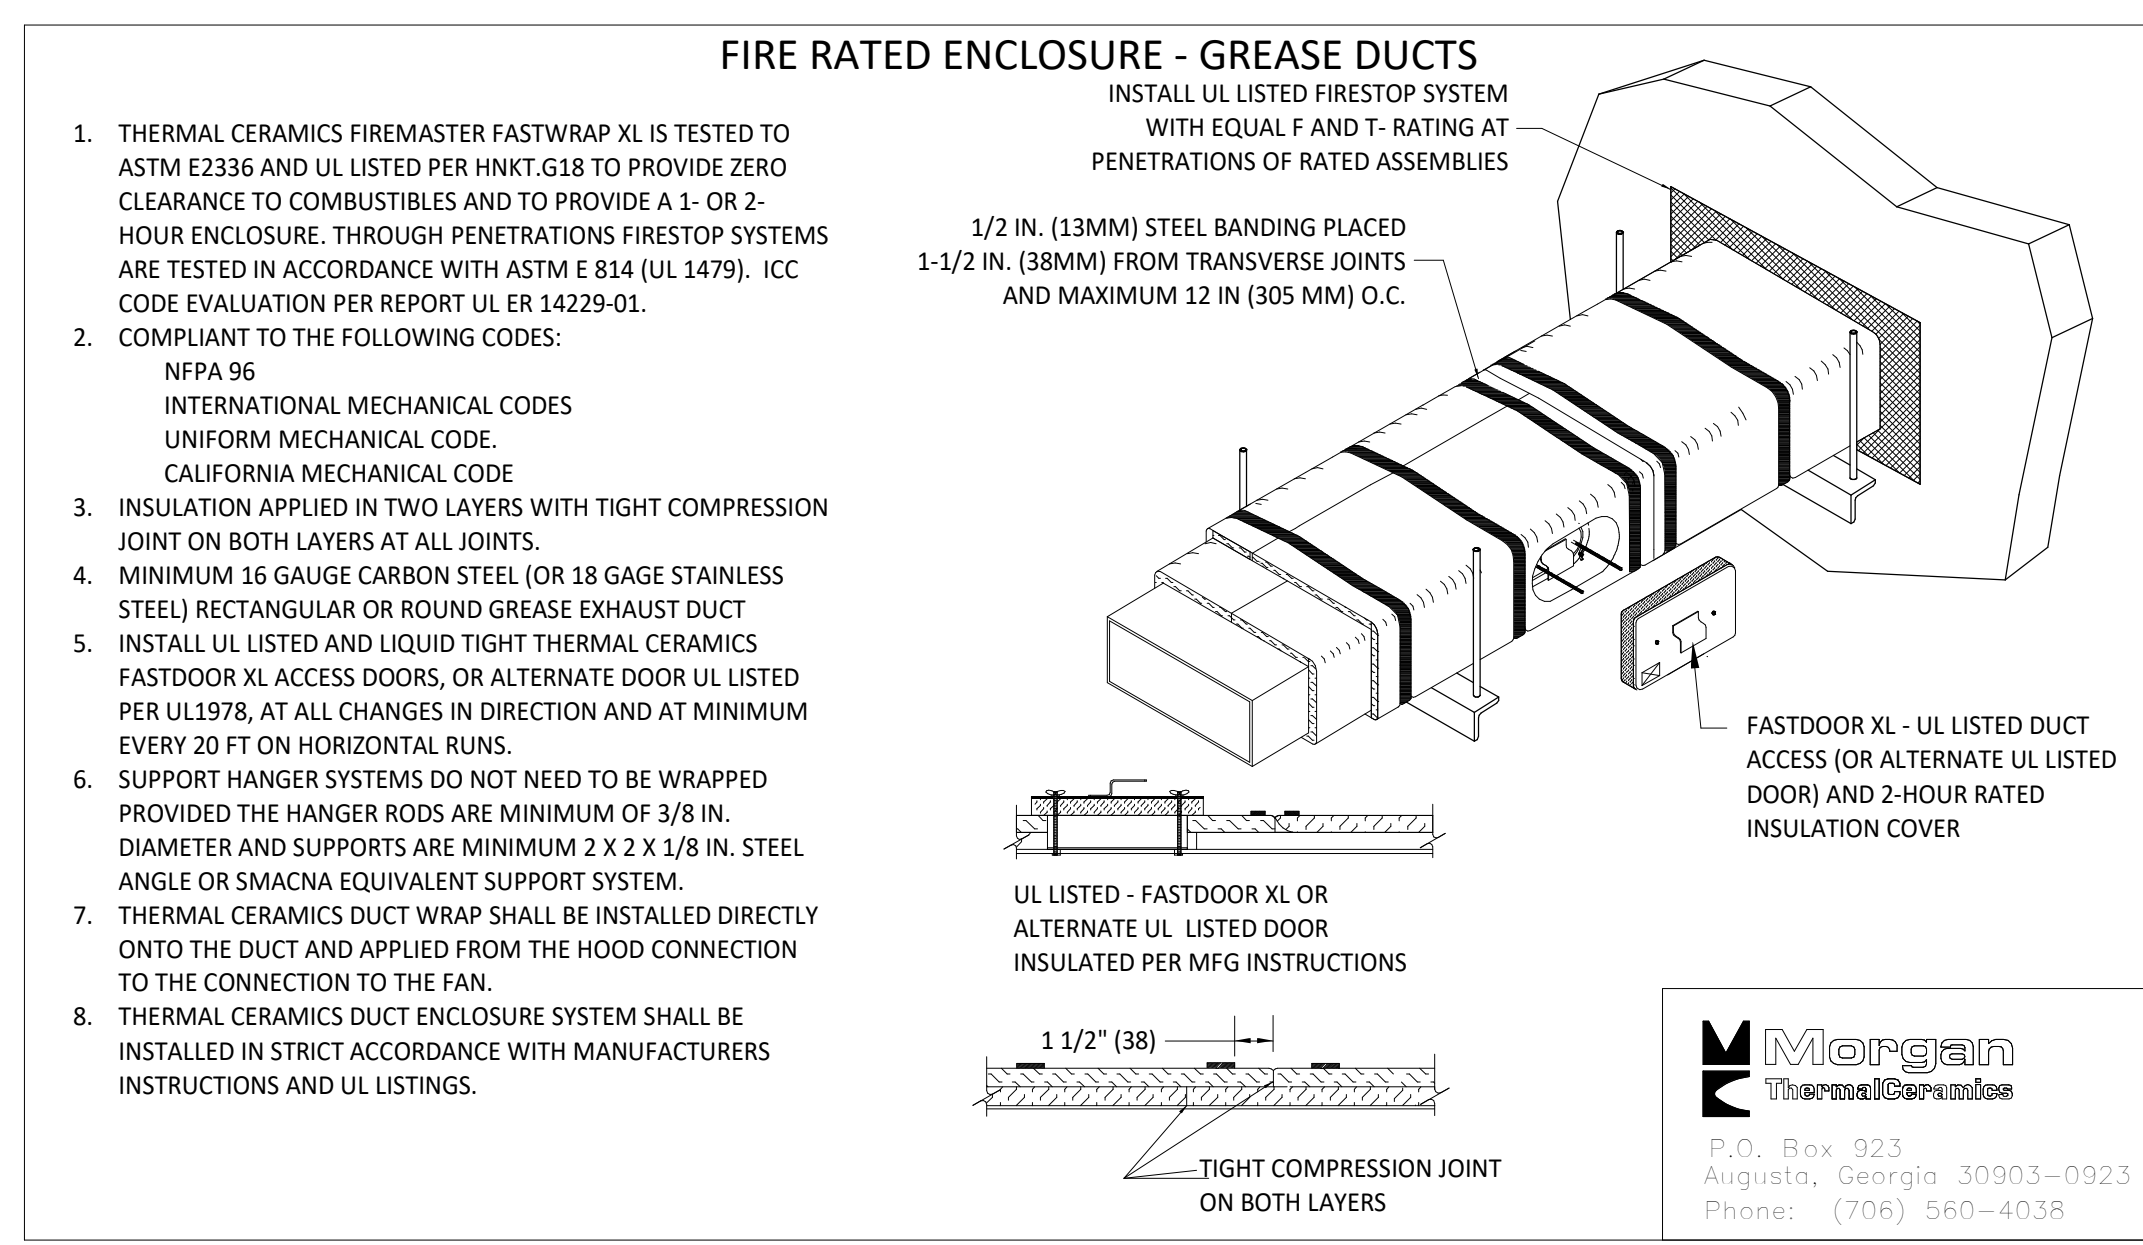 FIRE RATED ENCLOSURE - GREASE DUCTS
1. THERMAL CERAMICS FIREMASTER FASTWRAP XL IS TESTED TO
ASTM E2336 AND UL LISTED PER HNKT.G18 TO PROVIDE ZERO
CLEARANCE TO COMBUSTIBLES AND TO PROVIDE A 1- OR 2-
HOUR ENCLOSURE. THROUGH PENETRATIONS FIRESTOP SYSTEMS
ARE TESTED IN ACCORDANCE WITH ASTM E 814 (UL 1479). ICC
CODE EVALUATION PER REPORT UL ER 14229-01.
2. COMPLIANT TO THE FOLLOWING CODES:
NFPA 96
INTERNATIONAL MECHANICAL CODES
UNIFORM MECHANICAL CODE.
CALIFORNIA MECHANICAL CODE
3. INSULATION APPLIED IN TWO LAYERS WITH TIGHT COMPRESSION
JOINT ON BOTH LAYERS AT ALL JOINTS.
4. MINIMUM 16 GAUGE CARBON STEEL (OR 18 GAGE STAINLESS
STEEL) RECTANGULAR OR ROUND GREASE EXHAUST DUCT
5. INSTALL UL LISTED AND LIQUID TIGHT THERMAL CERAMICS
FASTDOOR XL ACCESS DOORS, OR ALTERNATE DOOR UL LISTED
PER UL1978, AT ALL CHANGES IN DIRECTION AND AT MINIMUM
EVERY 20 FT ON HORIZONTAL RUNS.
6. SUPPORT HANGER SYSTEMS DO NOT NEED TO BE WRAPPED
PROVIDED THE HANGER RODS ARE MINIMUM OF 3/8 IN.
DIAMETER AND SUPPORTS ARE MINIMUM 2 X 2 X 1/8 IN. STEEL
ANGLE OR SMACNA EQUIVALENT SUPPORT SYSTEM.
7. THERMAL CERAMICS DUCT WRAP SHALL BE INSTALLED DIRECTLY
ONTO THE DUCT AND APPLIED FROM THE HOOD CONNECTION
TO THE CONNECTION TO THE FAN.
8. THERMAL CERAMICS DUCT ENCLOSURE SYSTEM SHALL BE
INSTALLED IN STRICT ACCORDANCE WITH MANUFACTURERS
INSTRUCTIONS AND UL LISTINGS.
INSTALL UL LISTED FIRESTOP SYSTEM
WITH EQUAL F AND T- RATING AT
PENETRATIONS OF RATED ASSEMBLIES
1/2 IN. (13MM) STEEL BANDING PLACED
1-1/2 IN. (38MM) FROM TRANSVERSE JOINTS
AND MAXIMUM 12 IN (305 MM) O.C.
FASTDOOR XL - UL LISTED DUCT
ACCESS (OR ALTERNATE UL LISTED
DOOR) AND 2-HOUR RATED
INSULATION COVER
UL LISTED - FASTDOOR XL OR
ALTERNATE UL LISTED DOOR
INSULATED PER MFG INSTRUCTIONS
1 1/2" (38)
TIGHT COMPRESSION JOINT
ON BOTH LAYERS
Morgan
ThermalCeramics
P.O. Box 923
Augusta, Georgia 30903-0923
Phone: (706) 560-4038